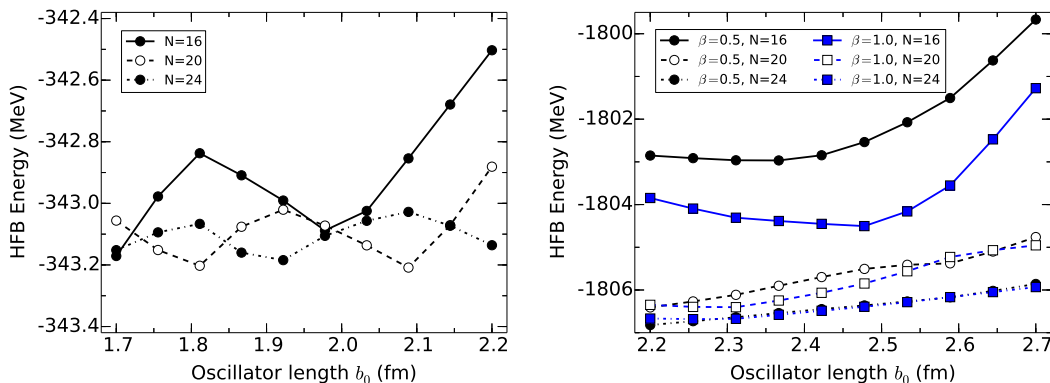 -342.4
-342.6
-342.8
-343.0
-343.2
-343.4
HFB Energy (MeV)
N=16
N=20
N=24
1.7 1.8 1.9 2.0 2.1 2.2
Oscillator length b₀ (fm)
-1800
-1802
-1804
-1806
HFB Energy (MeV)
β=0.5, N=16 β=1.0, N=16
β=0.5, N=20 β=1.0, N=20
β=0.5, N=24 β=1.0, N=24
2.2 2.3 2.4 2.5 2.6 2.7
Oscillator length b₀ (fm)